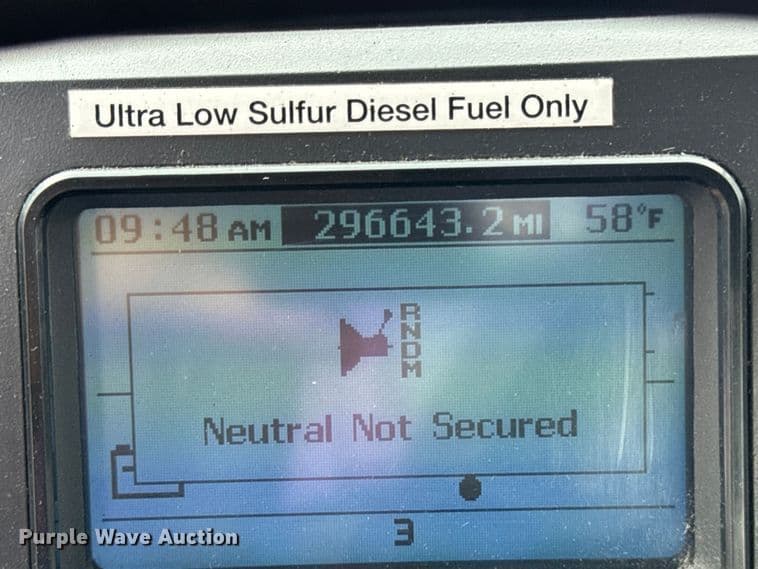 Ultra Low Sulfur Diesel Fuel Only
09:48 AM 296643.2 MI 58°F
R
N
D
M
Neutral Not Secured
3
Purple Wave Auction